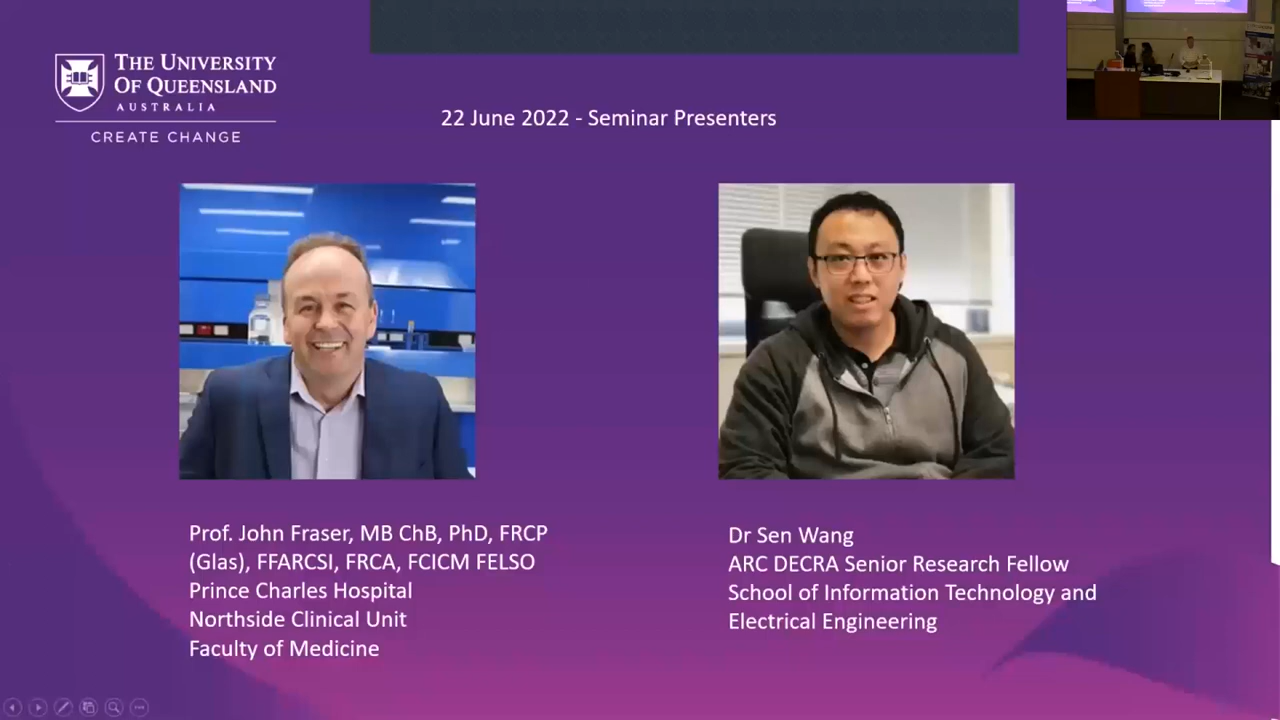 THE UNIVERSITY
OF QUEENSLAND
AUSTRALIA
CREATE CHANGE
22 June 2022 - Seminar Presenters
Prof. John Fraser, MB ChB, PhD, FRCP
(Glas), FFARCSI, FRCA, FCICM FELSO
Prince Charles Hospital
Northside Clinical Unit
Faculty of Medicine
Dr Sen Wang
ARC DECRA Senior Research Fellow
School of Information Technology and
Electrical Engineering